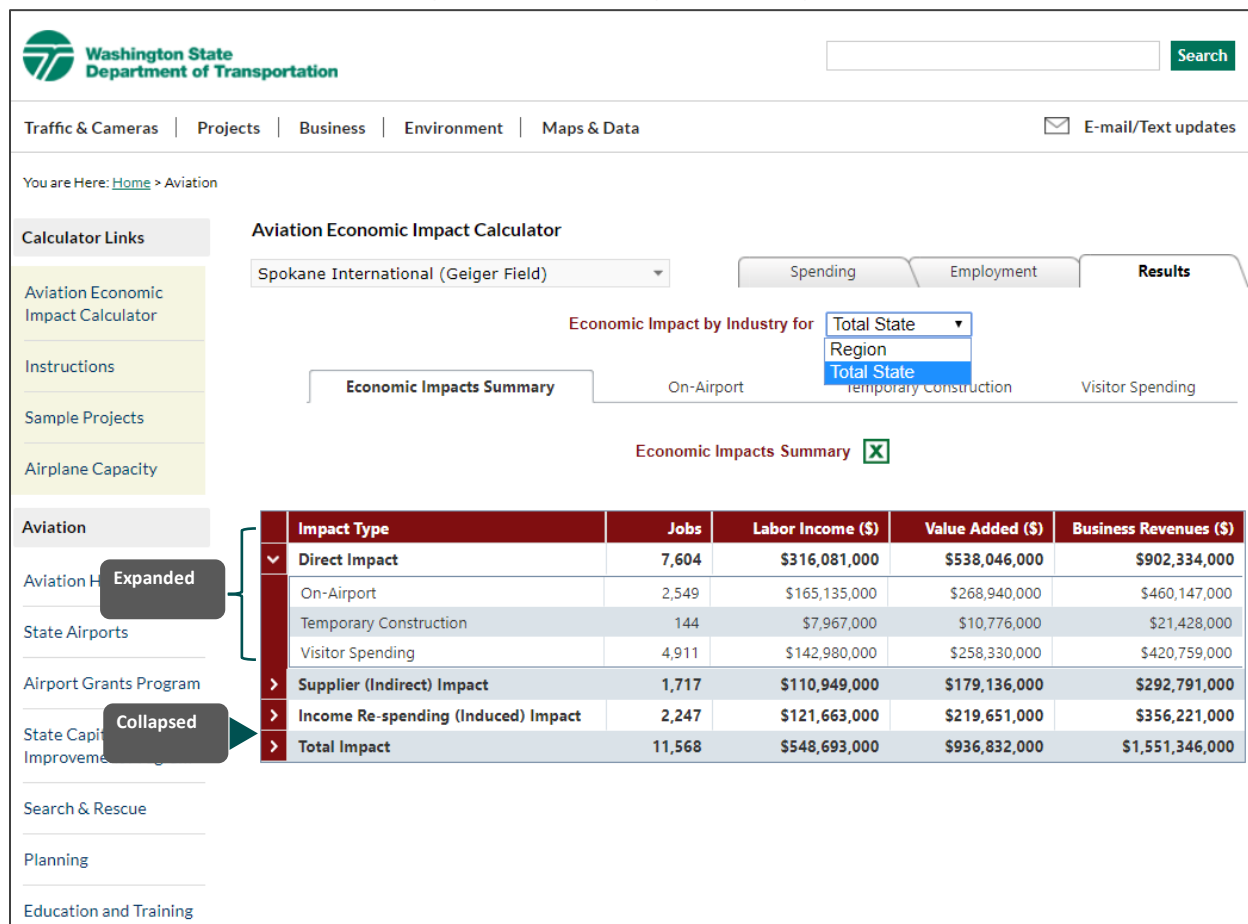 Washington State
Department of Transportation
Search
Traffic & Cameras
Projects
Business
Environment
Maps & Data
E-mail/Text updates
You are Here: Home > Aviation
Calculator Links
Aviation Economic
Impact Calculator
Instructions
Sample Projects
Airplane Capacity
Aviation
Aviation H
State Airports
Airport Grants Program
State Capit
Improveme
Search & Rescue
Planning
Education and Training
Expanded
Collapsed
Aviation Economic Impact Calculator
Spokane International (Geiger Field)
Spending
Employment
Results
Economic Impact by Industry for Total State
Region
Total State
Economic Impacts Summary
On-Airport
Temporary Construction
Visitor Spending
Economic Impacts Summary X
Impact Type Jobs Labor Income ($) Value Added ($) Business Revenues ($)
Direct Impact 7,604 $316,081,000 $538,046,000 $902,334,000
On-Airport 2,549 $165,135,000 $268,940,000 $460,147,000
Temporary Construction 144 $7,967,000 $10,776,000 $21,428,000
Visitor Spending 4,911 $142,980,000 $258,330,000 $420,759,000
Supplier (Indirect) Impact 1,717 $110,949,000 $179,136,000 $292,791,000
Income Re-spending (Induced) Impact 2,247 $121,663,000 $219,651,000 $356,221,000
Total Impact 11,568 $548,693,000 $936,832,000 $1,551,346,000